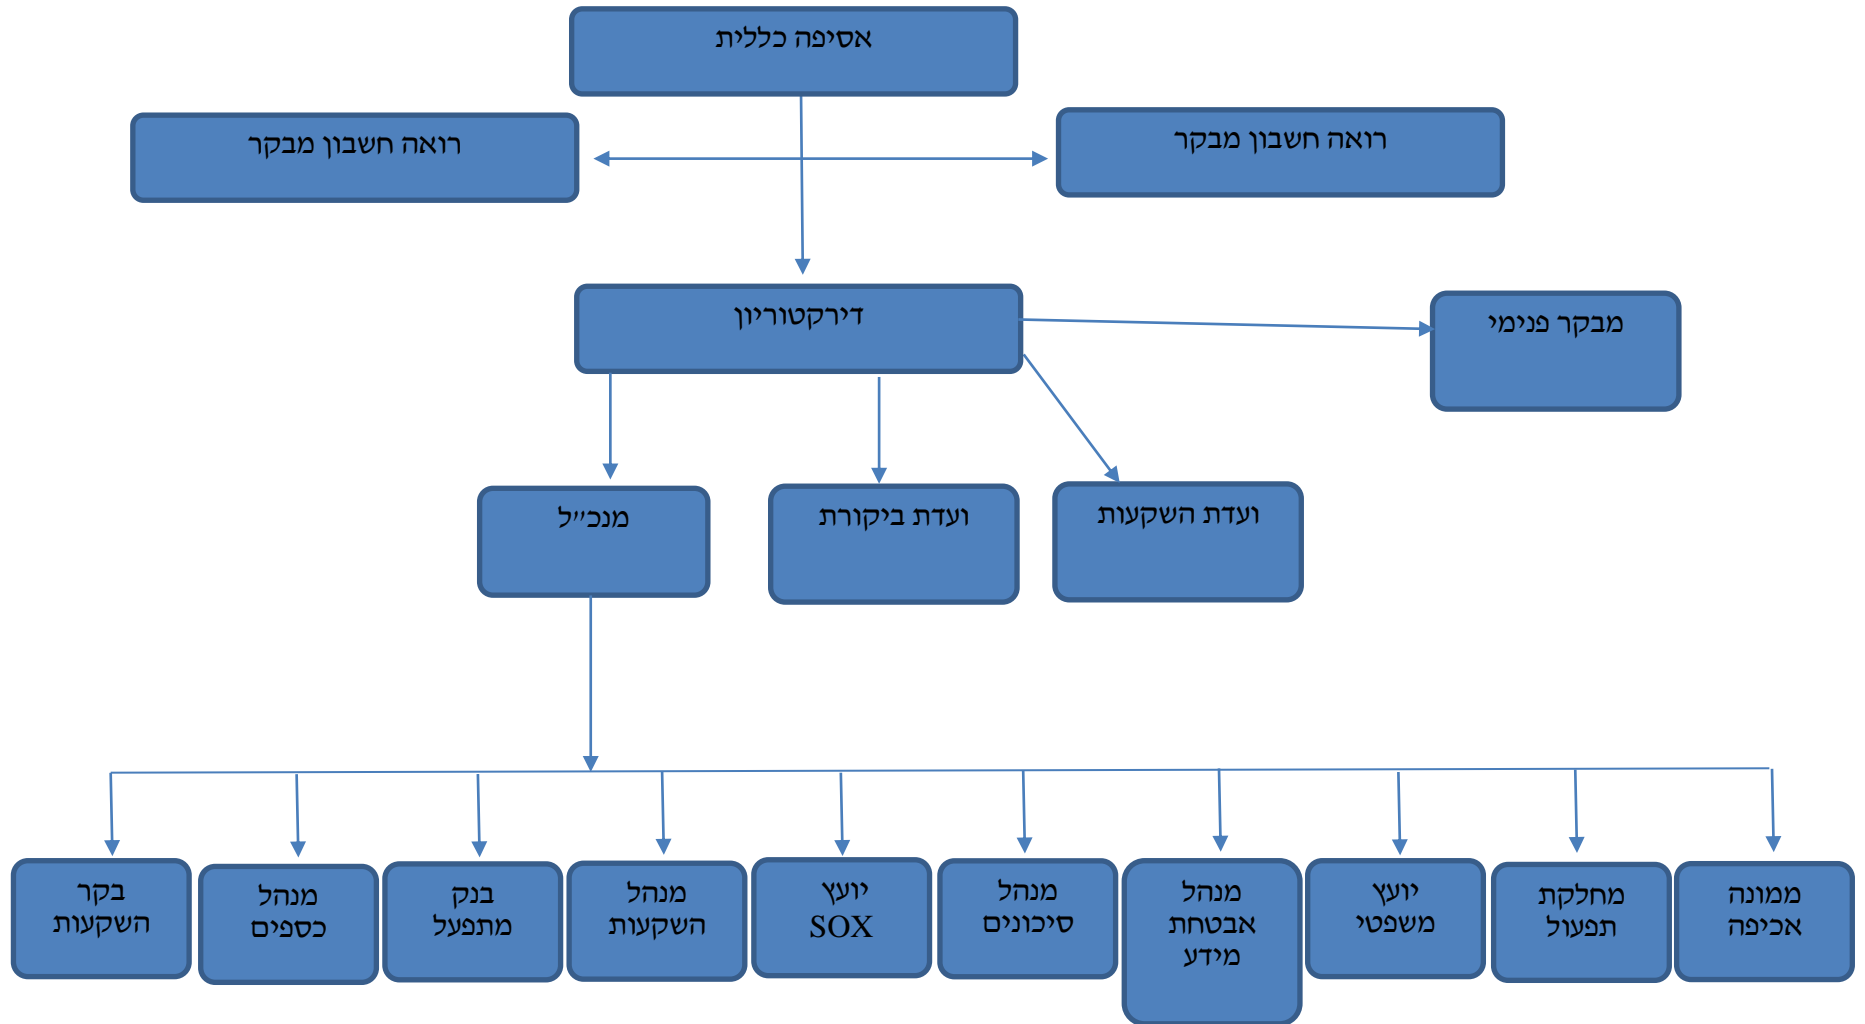 אסיפה כללית
רואה חשבון מבקר
רואה חשבון מבקר
דירקטוריון
מבקר פנימי
ועדת השקעות
ועדת ביקורת
מנכ"ל
ממונה
אכיפה
מחלקת
תפעול
יועץ
משפטי
מנהל
אבטחת
מידע
מנהל
סיכונים
יועץ
SOX
מנהל
השקעות
בנק
מתפעל
מנהל
כספים
בקר
השקעות